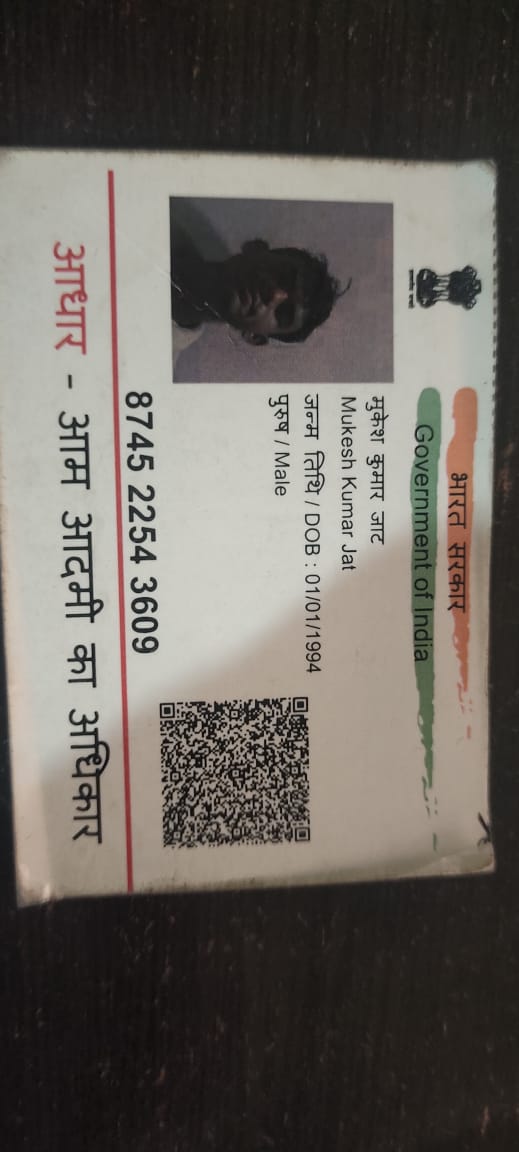 भारत सरकार
Government of India
मुकेश कुमार जाट
Mukesh Kumar Jat
जन्म तिथि / DOB : 01/01/1994
पुरुष / Male
8745 2254 3609
आधार - आम आदमी का अधिकार